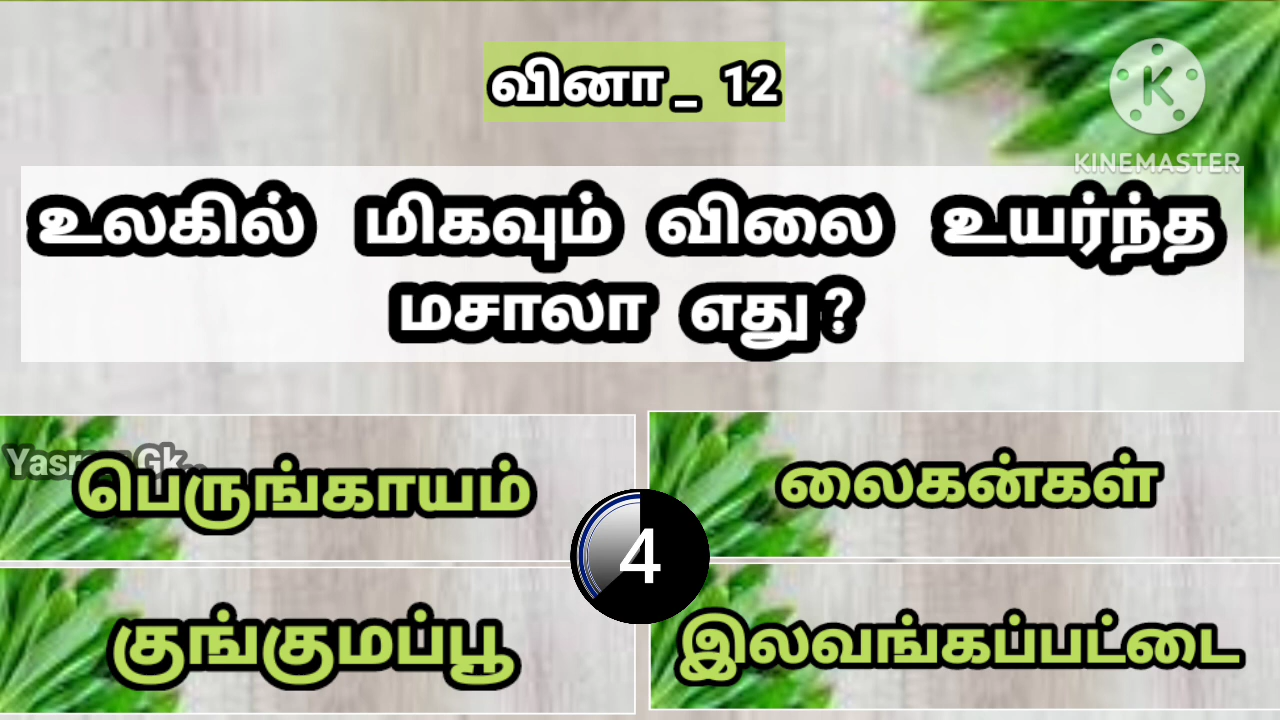 வினா_ 12
KINEMASTER
உலகில் மிகவும் விலை உயர்ந்த
மசாலா எது?
பெருங்காயம்
லைகன்கள்
4
குங்குமப்பூ
இலவங்கப்பட்டை